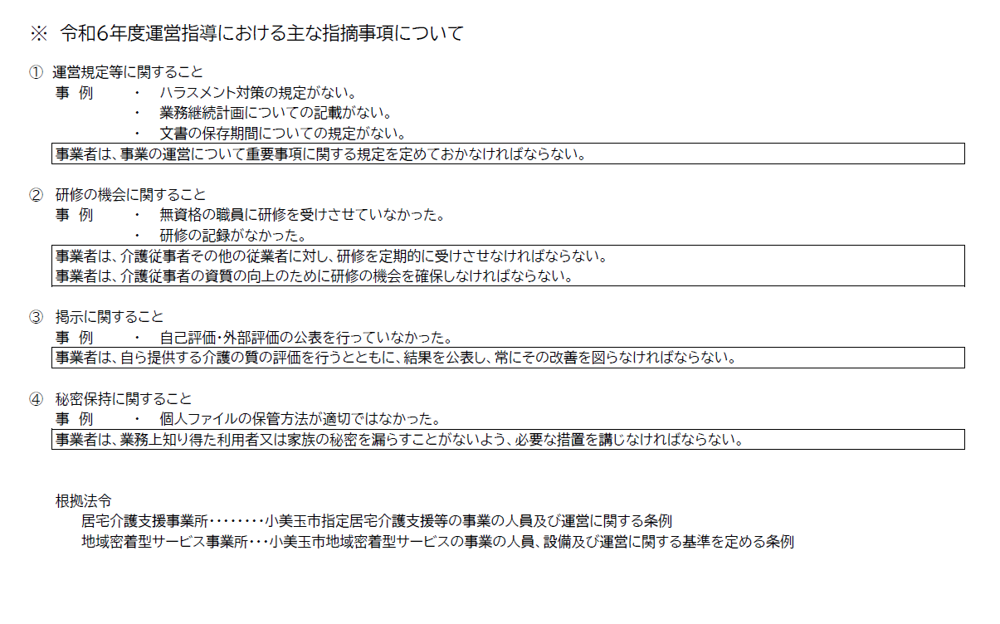 ※ 令和６年度運営指導における主な指摘事項について
① 運営規定等に関すること
事 例 ・ ハラスメント対策の規定がない。
・ 業務継続計画についての記載がない。
・ 文書の保存期間についての規定がない。
事業者は、事業の運営について重要事項に関する規定を定めておかなければならない。
② 研修の機会に関すること
事 例 ・ 無資格の職員に研修を受けさせていなかった。
・ 研修の記録がなかった。
事業者は、介護従事者その他の従業者に対し、研修を定期的に受けさせなければならない。
事業者は、介護従事者の資質の向上のために研修の機会を確保しなければならない。
③ 掲示に関すること
事 例 ・ 自己評価・外部評価の公表を行っていなかった。
事業者は、自ら提供する介護の質の評価を行うとともに、結果を公表し、常にその改善を図らなければならない。
④ 秘密保持に関すること
事 例 ・ 個人ファイルの保管方法が適切ではなかった。
事業者は、業務上知り得た利用者又は家族の秘密を漏らすことがないよう、必要な措置を講じなければならない。
根拠法令
居宅介護支援事業所・・・・・・・・小美玉市指定居宅介護支援等の事業の人員及び運営に関する条例
地域密着型サービス事業所・・・小美玉市地域密着型サービスの事業の人員、設備及び運営に関する基準を定める条例